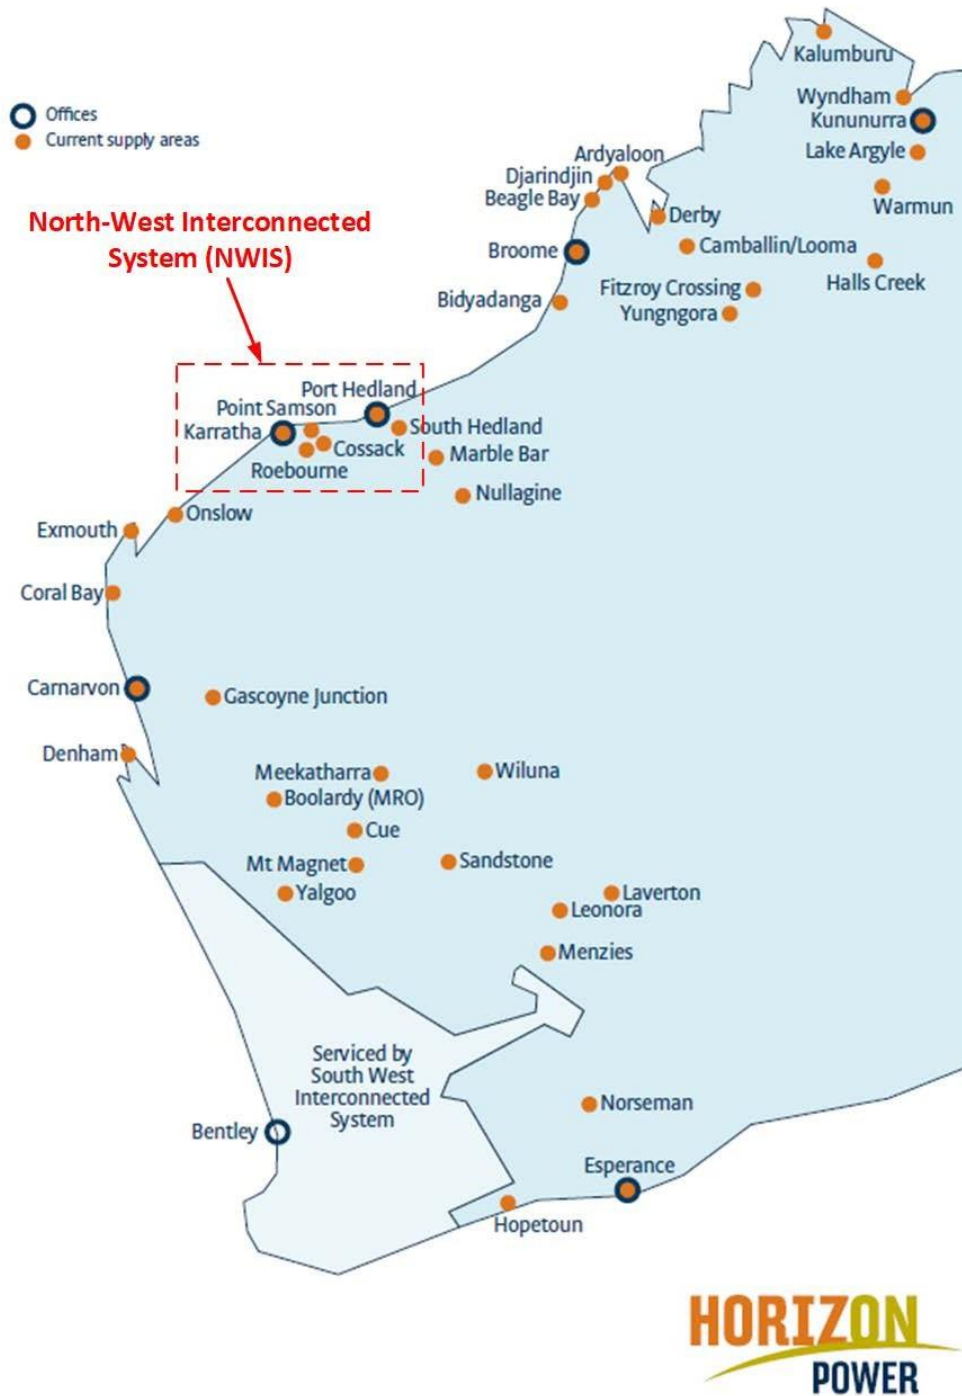 Kalumburu
Wyndham
Offices
Kununurra
Current supply areas
Lake Argyle
Ardyaloon
Djarindjin
Beagle Bay
Warmun
Derby
North-West Interconnected
System (NWIS)
Broome
Camballin/Looma
Halls Creek
Fitzroy Crossing
Bidyadanga
Yungngora
Port Hedland
Point Samson
Karratha
South Hedland
Cossack
Marble Bar
Roebourne
Nullagine
Onslow
Exmouth
Coral Bay
Carnarvon
Gascoyne Junction
Denham
Meekatharra
Wiluna
Boolardy (MRO)
Cue
Mt Magnet
Sandstone
Yalgoo
Laverton
Leonora
Menzies
Serviced by
South West
Interconnected
System
Norseman
Bentley
Esperance
Hopetoun
HORIZON
POWER